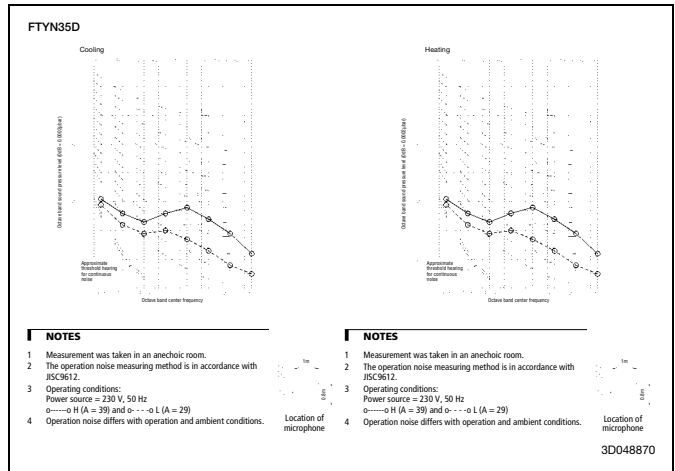 FTYN35D
Cooling
Octave band sound pressure level (0dB = 0.0002μbar)
Approximate
threshold hearing
for continuous
noise
Octave band center frequency
Heating
Octave band sound pressure level (0dB = 0.0002μbar)
Approximate
threshold hearing
for continuous
noise
Octave band center frequency
NOTES
1 Measurement was taken in an anechoic room.
2 The operation noise measuring method is in accordance with
JISC9612.
3 Operating conditions:
Power source = 230 V, 50 Hz
o------o H (A = 39) and o- - - -o L (A = 29)
4 Operation noise differs with operation and ambient conditions.
1m
0.8m
Location of
microphone
NOTES
1 Measurement was taken in an anechoic room.
2 The operation noise measuring method is in accordance with
JISC9612.
3 Operating conditions:
Power source = 230 V, 50 Hz
o------o H (A = 39) and o- - - -o L (A = 29)
4 Operation noise differs with operation and ambient conditions.
1m
0.8m
Location of
microphone
3D048870